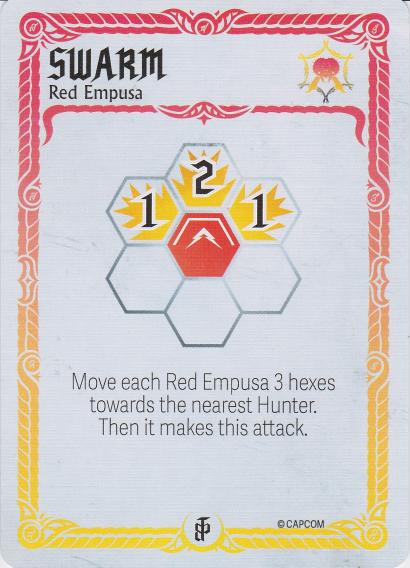 SWARM
Red Empusa
2
1 1
Move each Red Empusa 3 hexes
towards the nearest Hunter.
Then it makes this attack.
© CAPCOM